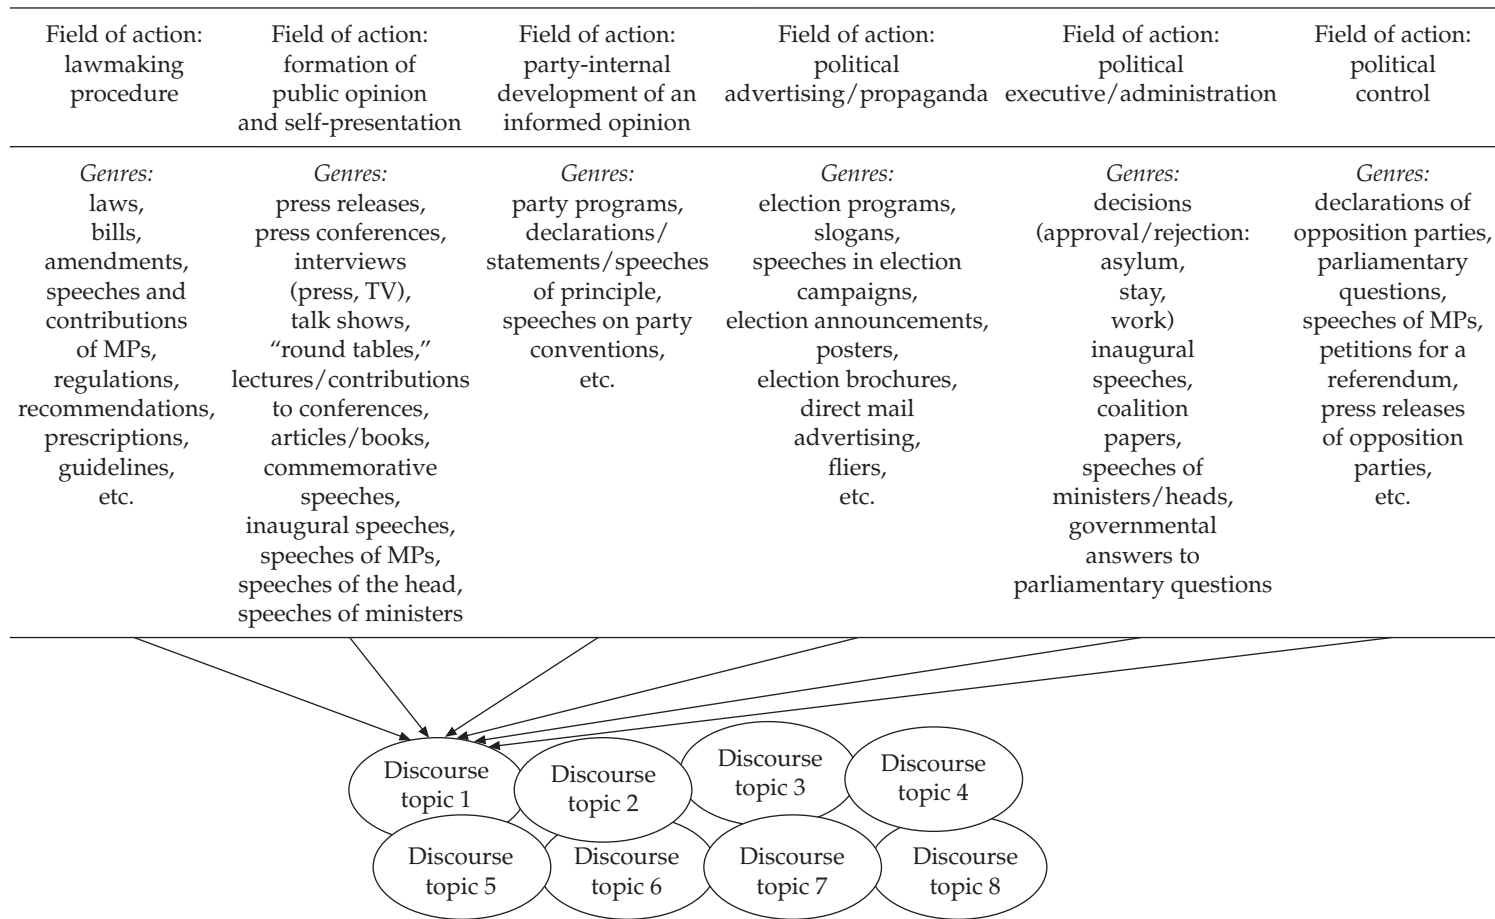 Field of action:
lawmaking
procedure
Field of action:
formation of
public opinion
and self-presentation
Field of action:
party-internal
development of an
informed opinion
Field of action:
political
advertising/propaganda
Field of action:
political
executive/administration
Field of action:
political
control
Genres:
laws,
bills,
amendments,
speeches and
contributions
of MPs,
regulations,
recommendations,
prescriptions,
guidelines,
etc.
Genres:
press releases,
press conferences,
interviews
(press, TV),
talk shows,
“round tables,”
lectures/contributions
to conferences,
articles/books,
commemorative
speeches,
inaugural speeches,
speeches of MPs,
speeches of the head,
speeches of ministers
Genres:
party programs,
declarations/
statements/speeches
of principle,
speeches on party
conventions,
etc.
Genres:
election programs,
slogans,
speeches in election
campaigns,
election announcements,
posters,
election brochures,
direct mail
advertising,
fliers,
etc.
Genres:
decisions
(approval/rejection:
asylum,
stay,
work)
inaugural
speeches,
coalition
papers,
speeches of
ministers/heads,
governmental
answers to
parliamentary questions
Genres:
declarations of
opposition parties,
parliamentary
questions,
speeches of MPs,
petitions for a
referendum,
press releases
of opposition
parties,
etc.
Discourse
topic 1
Discourse
topic 2
Discourse
topic 3
Discourse
topic 4
Discourse
topic 5
Discourse
topic 6
Discourse
topic 7
Discourse
topic 8